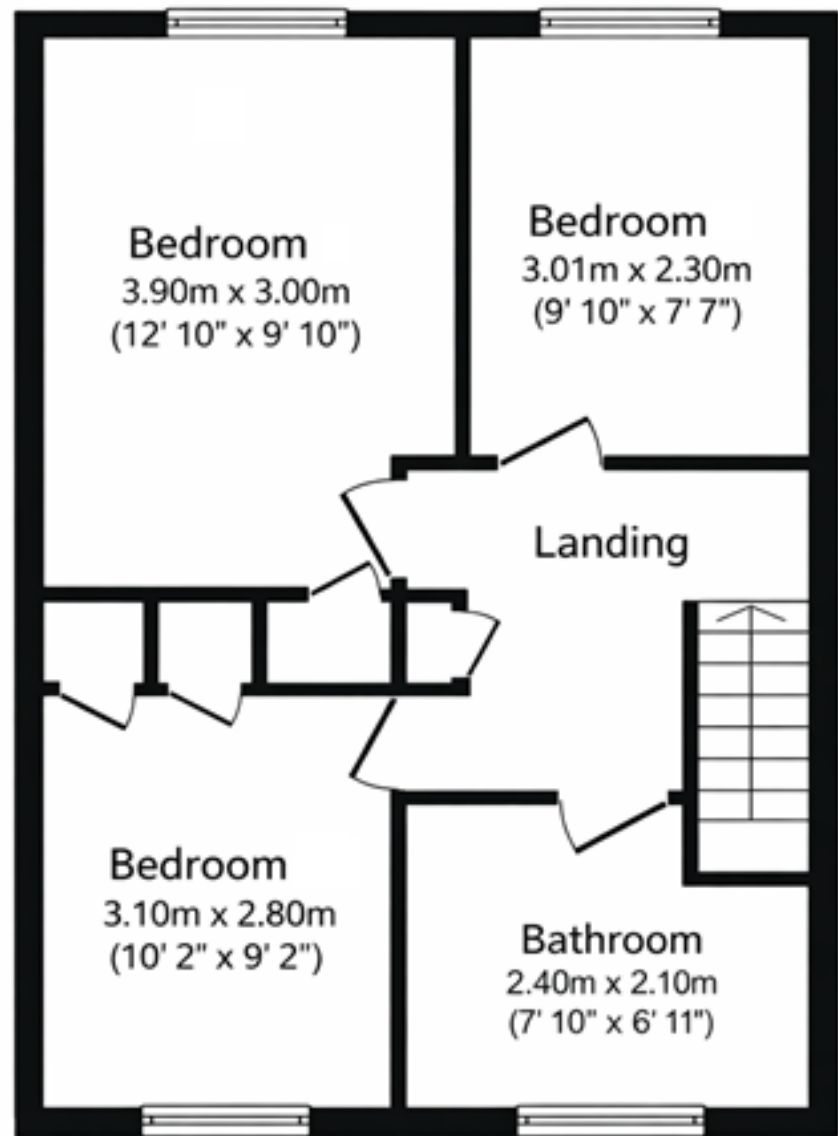 Bedroom
3.90m x 3.00m
(12' 10" x 9' 10")
Bedroom
3.01m x 2.30m
(9' 10" x 7' 7")
Landing
Bedroom
3.10m x 2.80m
(10' 2" x 9' 2")
Bathroom
2.40m x 2.10m
(7' 10" x 6' 11")